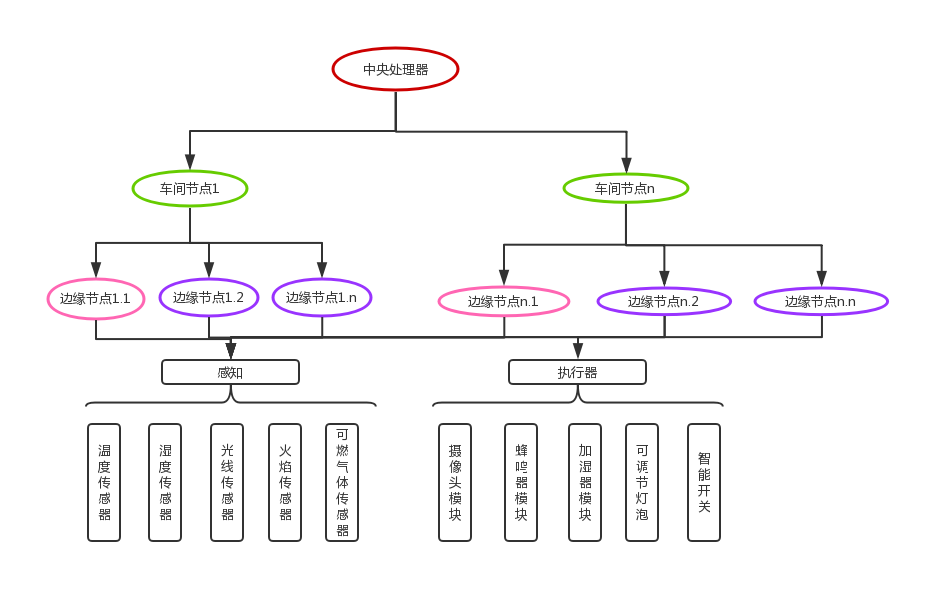 中央处理器
车间节点1
车间节点n
边缘节点1.1
边缘节点1.2
边缘节点1.n
边缘节点n.1
边缘节点n.2
边缘节点n.n
感知
执行器
温度传感器
湿度传感器
光线传感器
火焰传感器
可燃气体传感器
摄像头模块
蜂鸣器模块
加湿器模块
可调节灯泡
智能开关